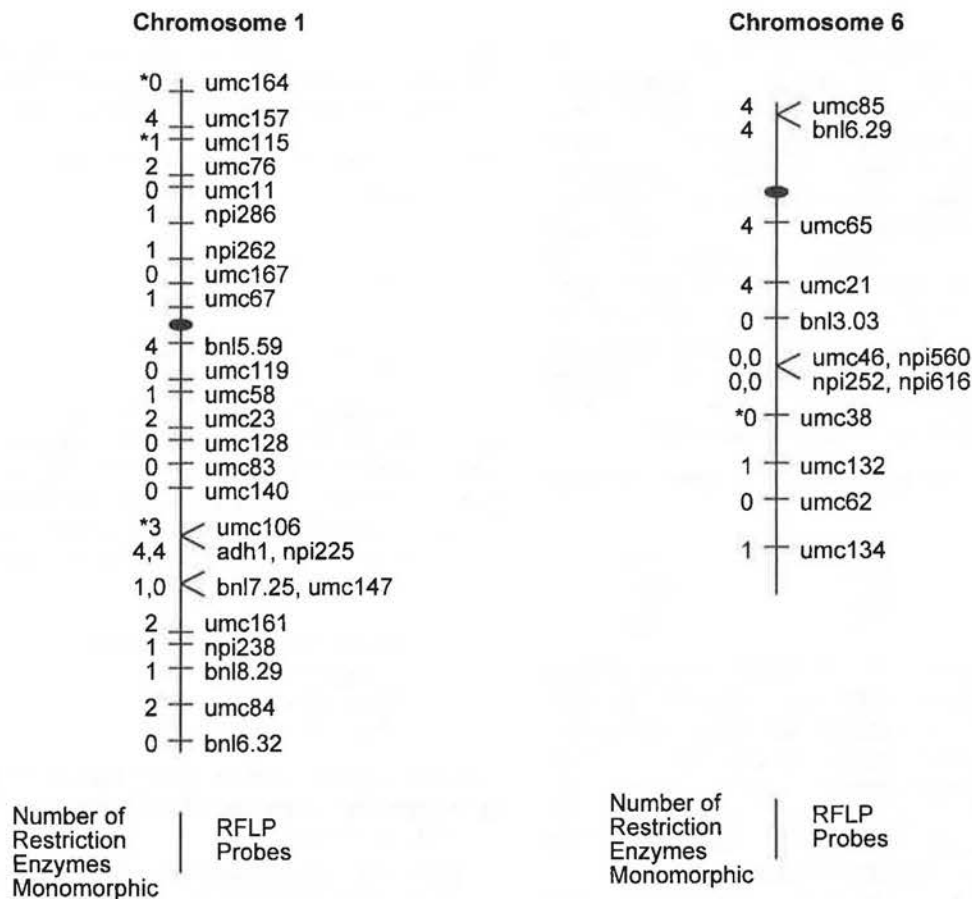 Chromosome 1
*0 umc164
4 umc157
*1 umc115
2 umc76
0 umc11
1 npi286
1 npi262
0 umc167
1 umc67
4 bnl5.59
0 umc119
1 umc58
2 umc23
0 umc128
0 umc83
0 umc140
*3 umc106
4,4 adh1, npi225
1,0 bnl7.25, umc147
2 umc161
1 npi238
1 bnl8.29
2 umc84
0 bnl6.32
Number of
Restriction
Enzymes
Monomorphic
RFLP
Probes
Chromosome 6
4 umc85
4 bnl6.29
4 umc65
4 umc21
0 bnl3.03
0,0 umc46, npi560
0,0 npi252, npi616
*0 umc38
1 umc132
0 umc62
1 umc134
Number of
Restriction
Enzymes
Monomorphic
RFLP
Probes